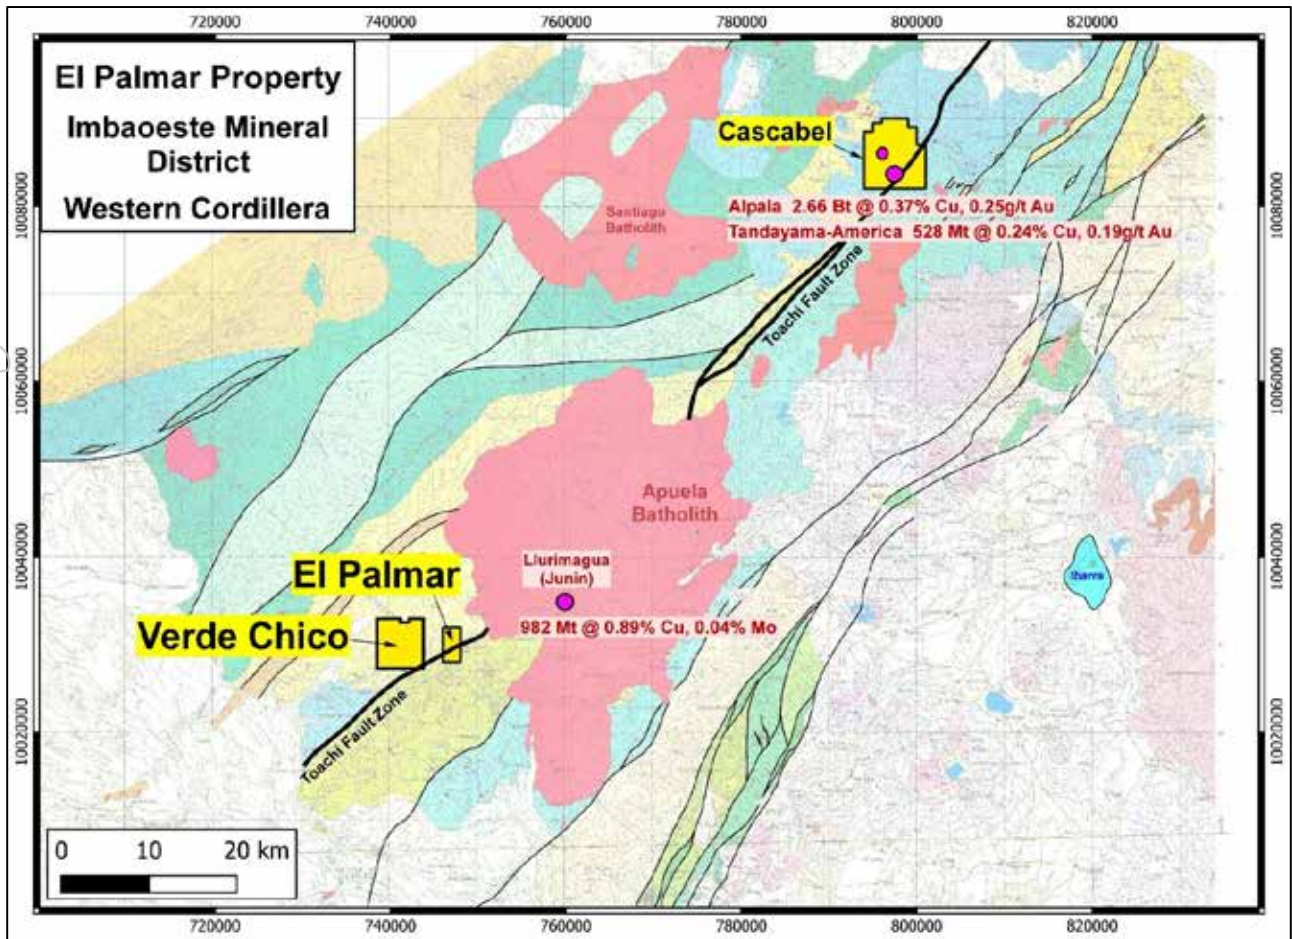 720000 740000 760000 780000 800000 820000
El Palmar Property
Imbaoeste Mineral
District
Western Cordillera
Cascabel
10080000
10080000
Santiago
Batholith
Alpala 2.66 Bt @ 0.37% Cu, 0.25g/t Au
Tandayama-America 528 Mt @ 0.24% Cu, 0.19g/t Au
Toachi Fault Zone
10060000
10060000
Apuela
Batholith
10040000
10040000
Llurimagua
(Junin)
Ibarra
El Palmar
982 Mt @ 0.89% Cu, 0.04% Mo
Verde Chico
Toachi Fault Zone
10020000
10020000
0 10 20 km
720000 740000 760000 780000 800000 820000